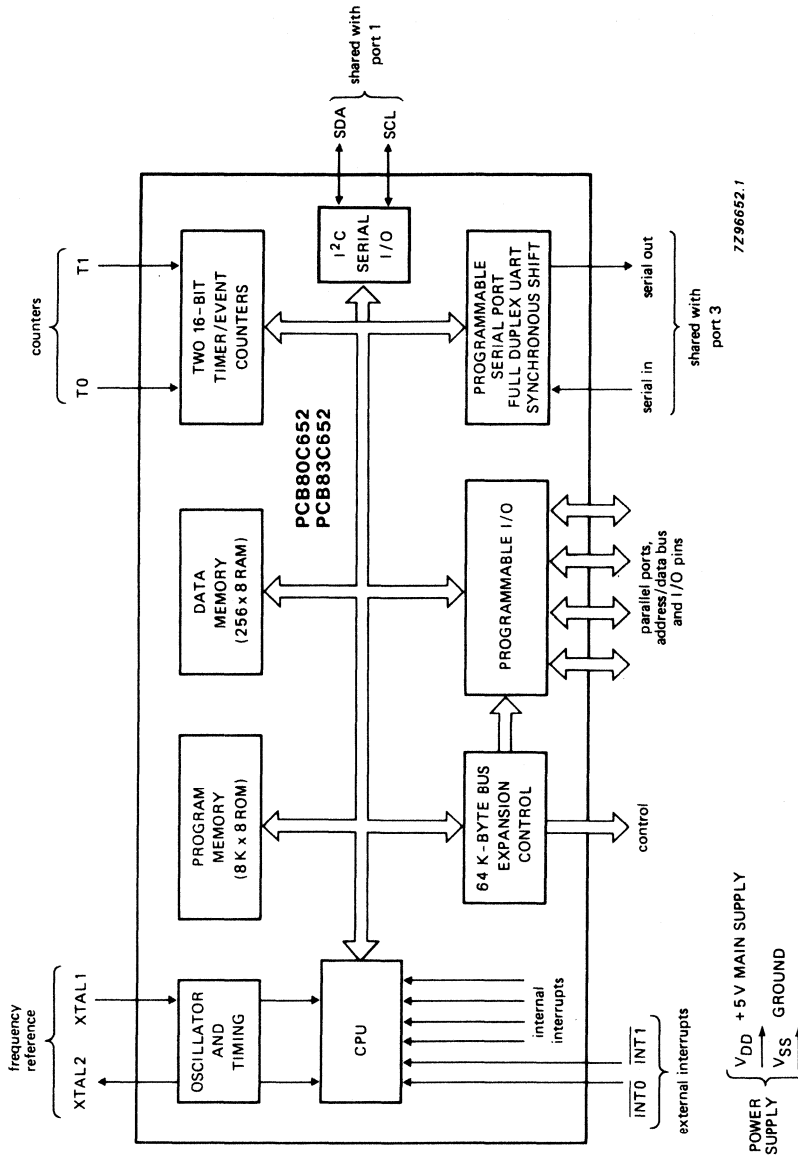 frequency
reference
XTAL2
XTAL1
counters
T0
T1
OSCILLATOR
AND
TIMING
PROGRAM
MEMORY
(8K x 8 ROM)
DATA
MEMORY
(256 x 8 RAM)
TWO 16-BIT
TIMER/EVENT
COUNTERS
PCB80C652
PCB83C652
CPU
I²C
SERIAL
I/O
SDA
SCL
shared with
port 1
internal
interrupts
64 K-BYTE BUS
EXPANSION
CONTROL
PROGRAMMABLE I/O
PROGRAMMABLE
SERIAL PORT
FULL DUPLEX UART
SYNCHRONOUS SHIFT
INT0
INT1
external interrupts
control
parallel ports,
address/data bus
and I/O pins
serial in
serial out
shared with
port 3
POWER
SUPPLY
VDD +5 V MAIN SUPPLY
VSS GROUND
7Z96652.1